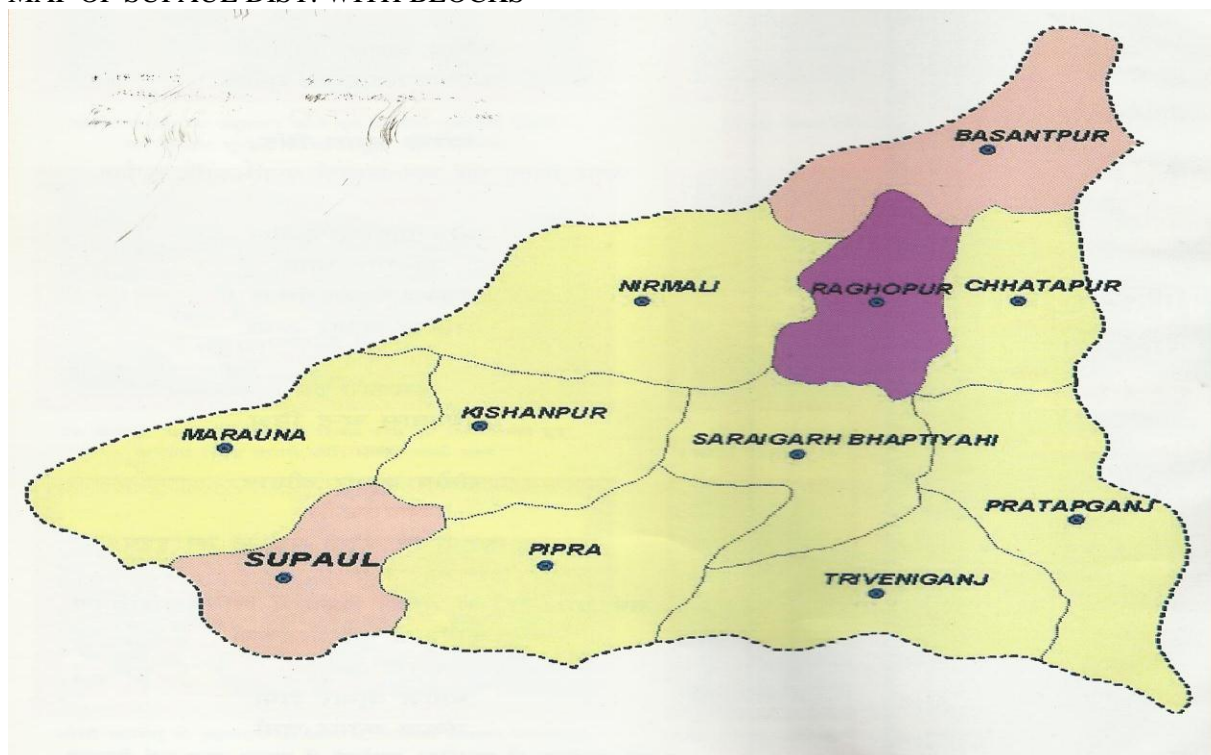 MAP OF SUPAUL DIST. WITH BLOCKS
BASANTPUR
NIRMALI
RAGHOPUR
CHHATAPUR
KISHANPUR
MARAUNA
SARAIGARH BHAPTIYAHI
PRATAPGANJ
SUPAUL
PIPRA
TRIVENIGANJ